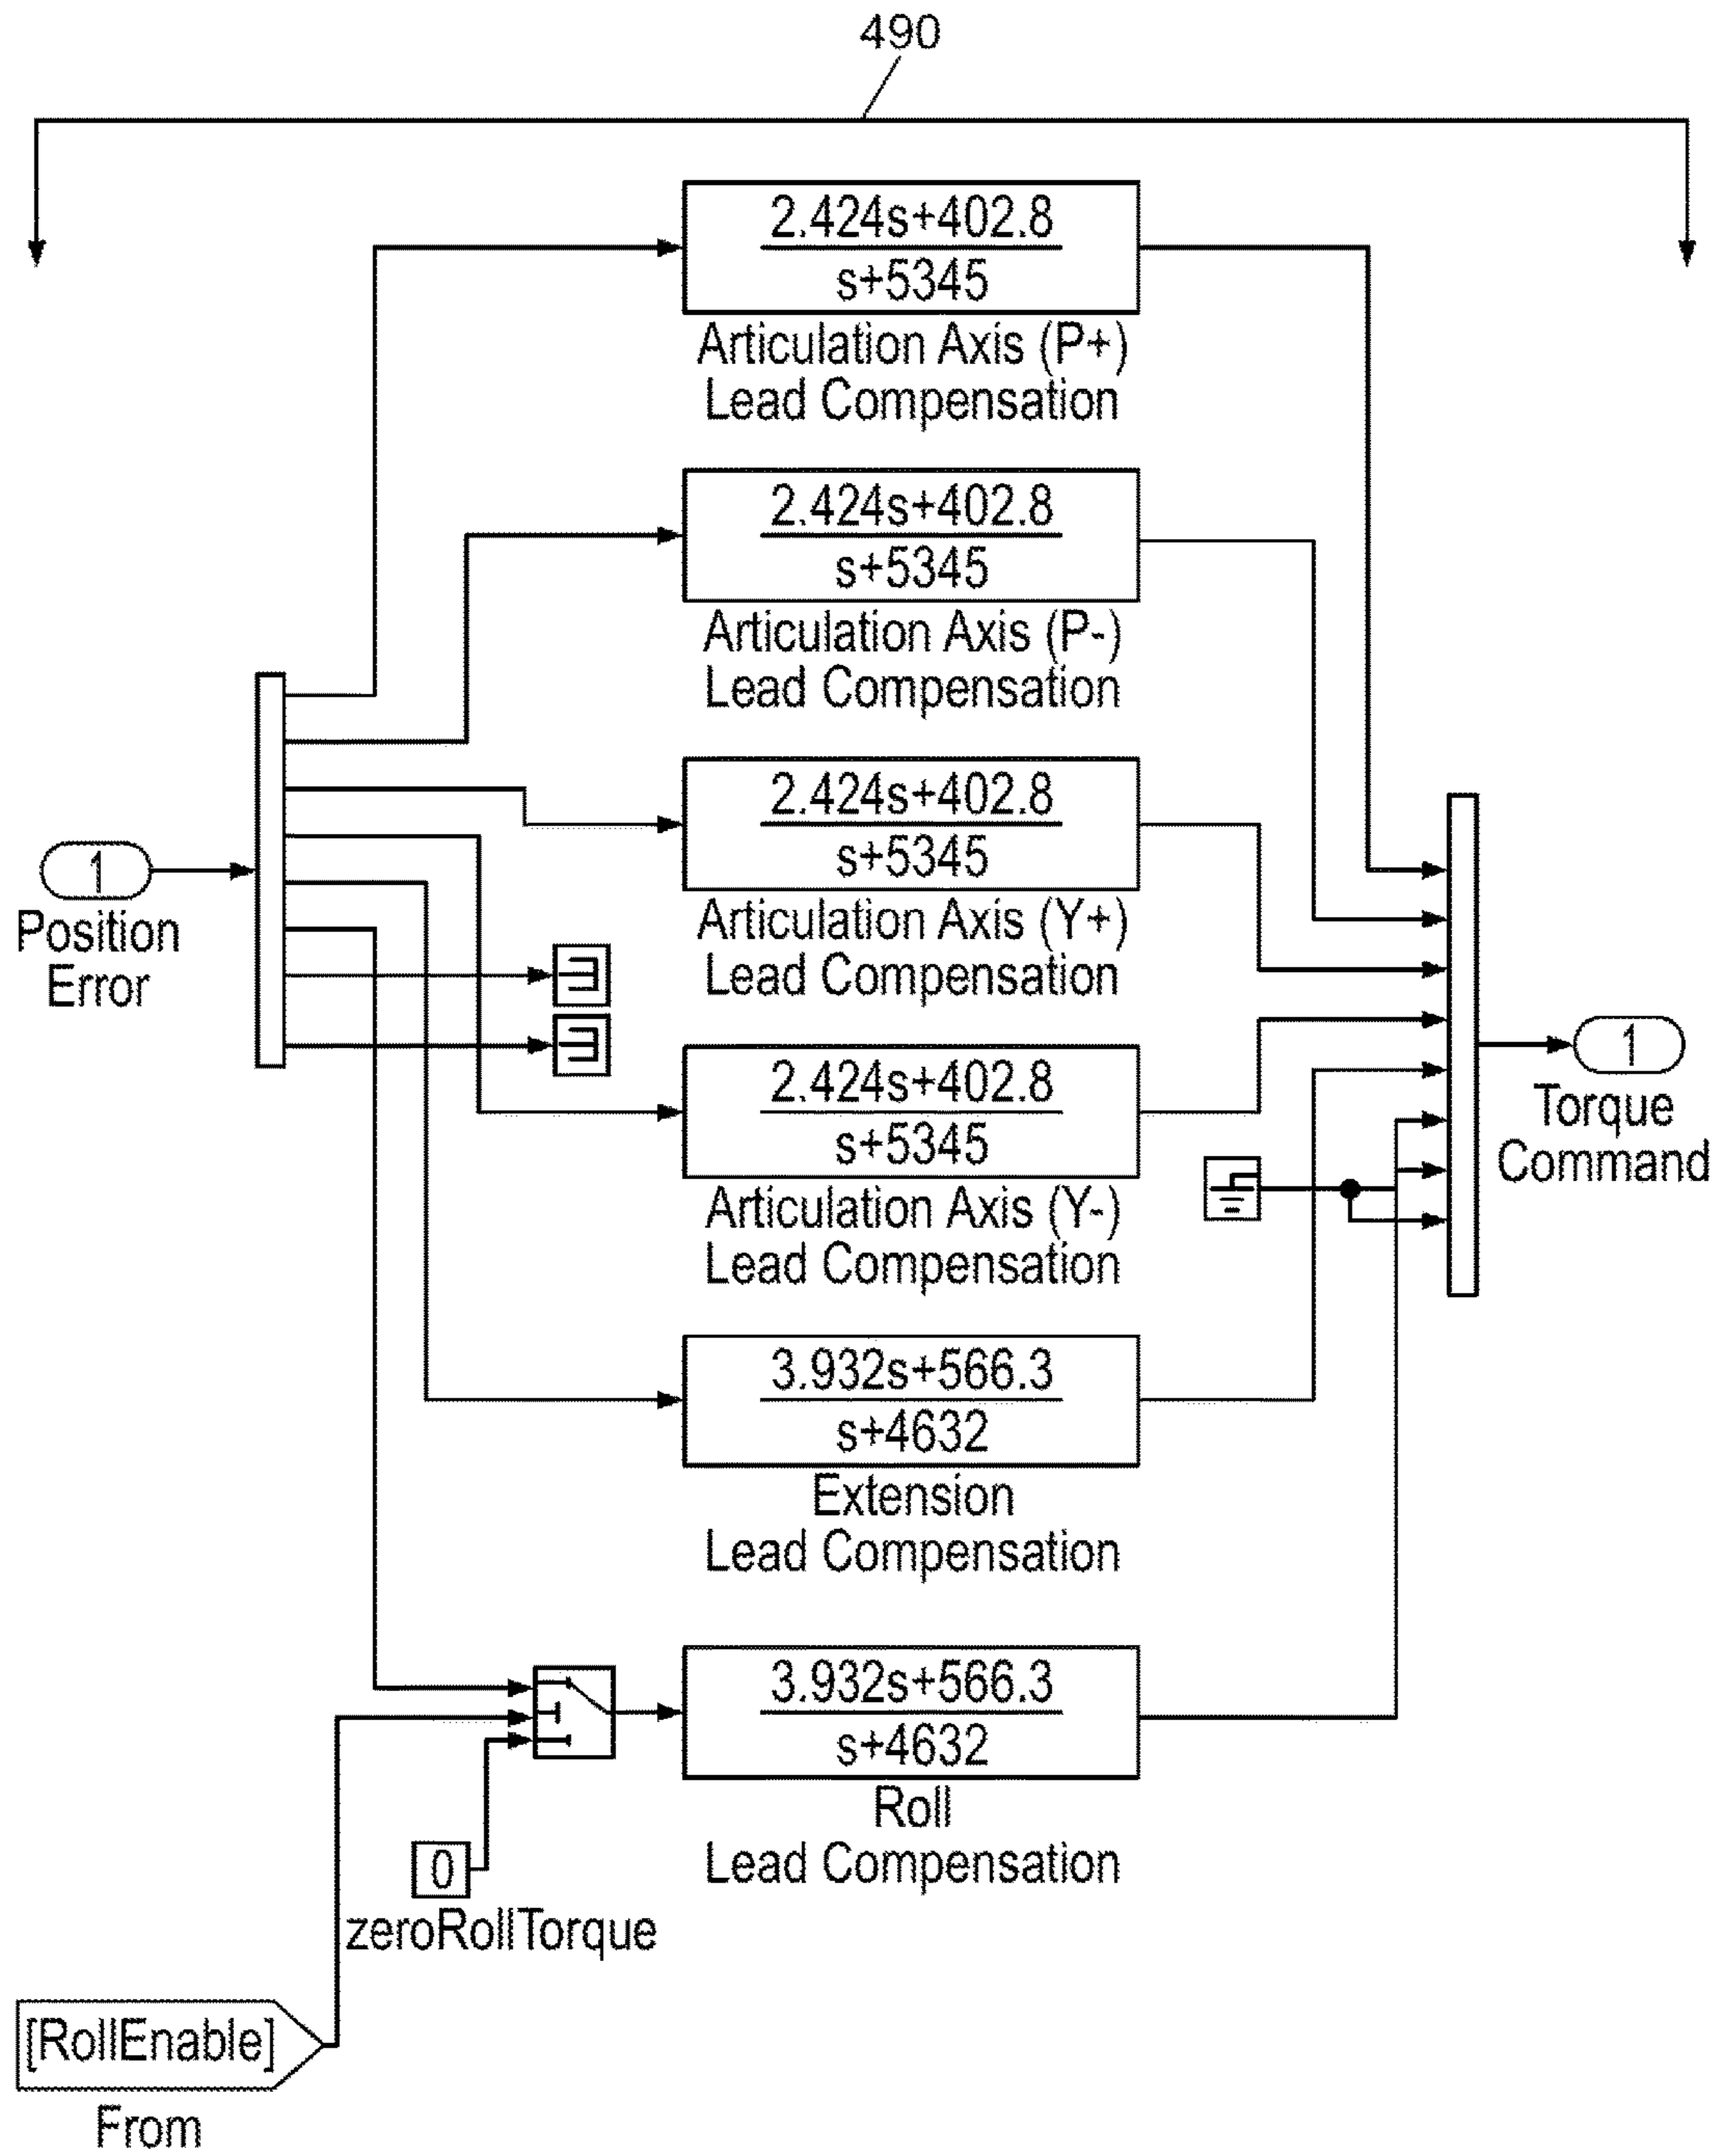 490
2.424s+402.8
s+5345
Articulation Axis (P+)
Lead Compensation
2.424s+402.8
s+5345
Articulation Axis (P-)
Lead Compensation
2.424s+402.8
s+5345
Articulation Axis (Y+)
Lead Compensation
1
Position
Error
2.424s+402.8
s+5345
Articulation Axis (Y-)
Lead Compensation
1
Torque
Command
3.932s+566.3
s+4632
Extension
Lead Compensation
3.932s+566.3
s+4632
Roll
Lead Compensation
0
zeroRollTorque
[RollEnable]
From